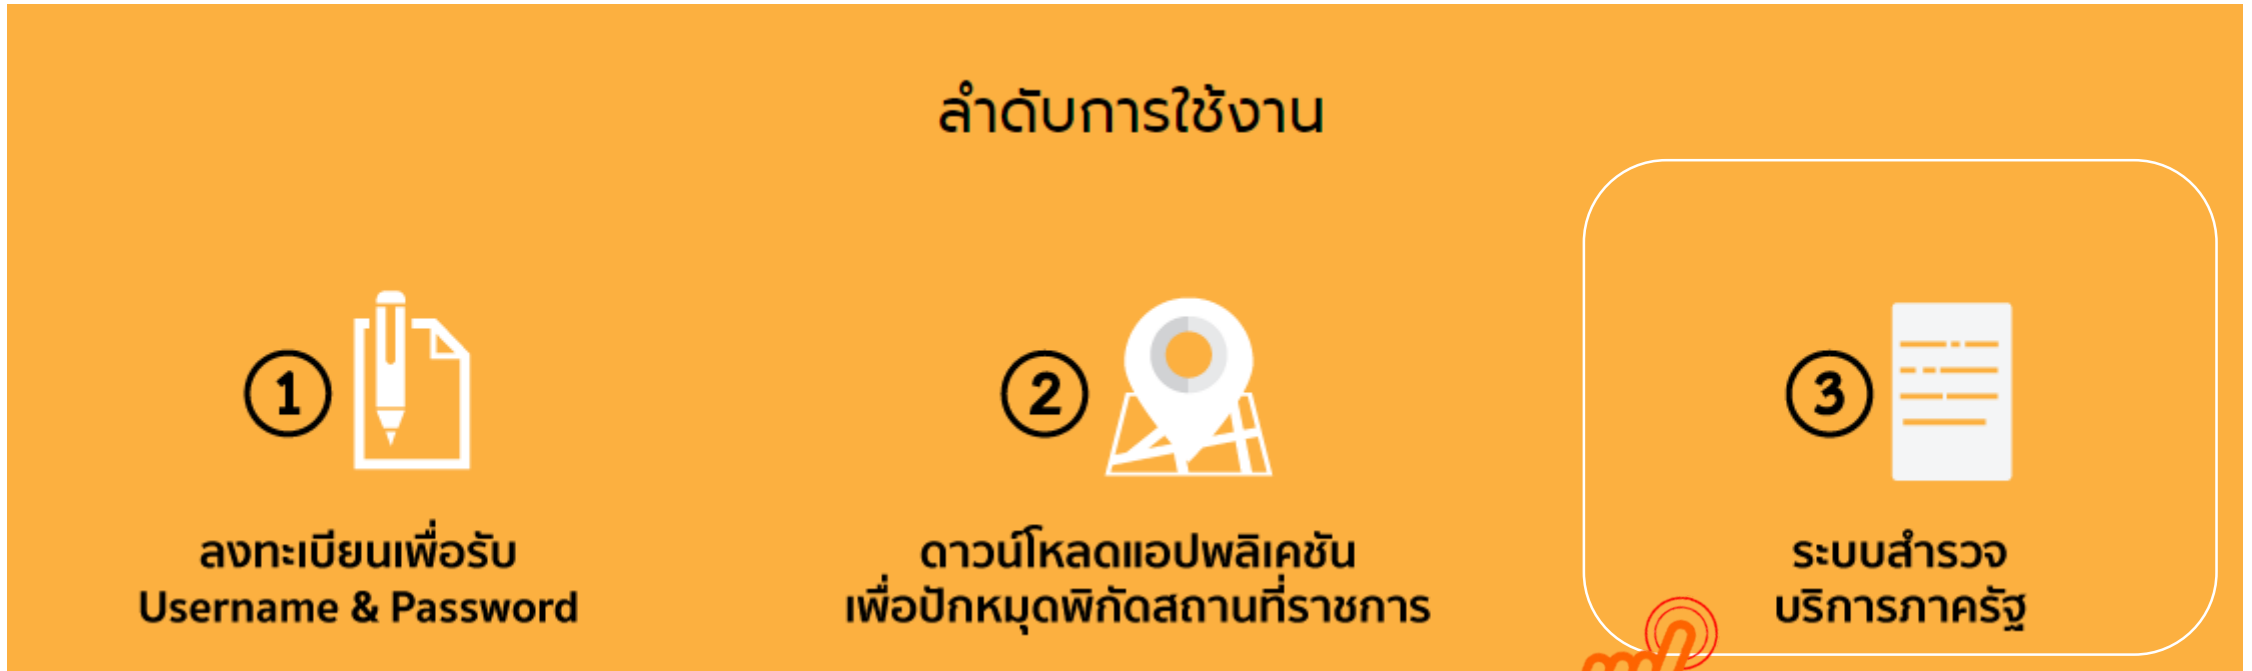 ลำดับการใช้งาน
1
ลงทะเบียนเพื่อรับ
Username & Password
2
ดาวน์โหลดแอปพลิเคชัน
เพื่อปักหมุดพิกัดสถานที่ราชการ
3
ระบบสำรวจ
บริการภาครัฐ